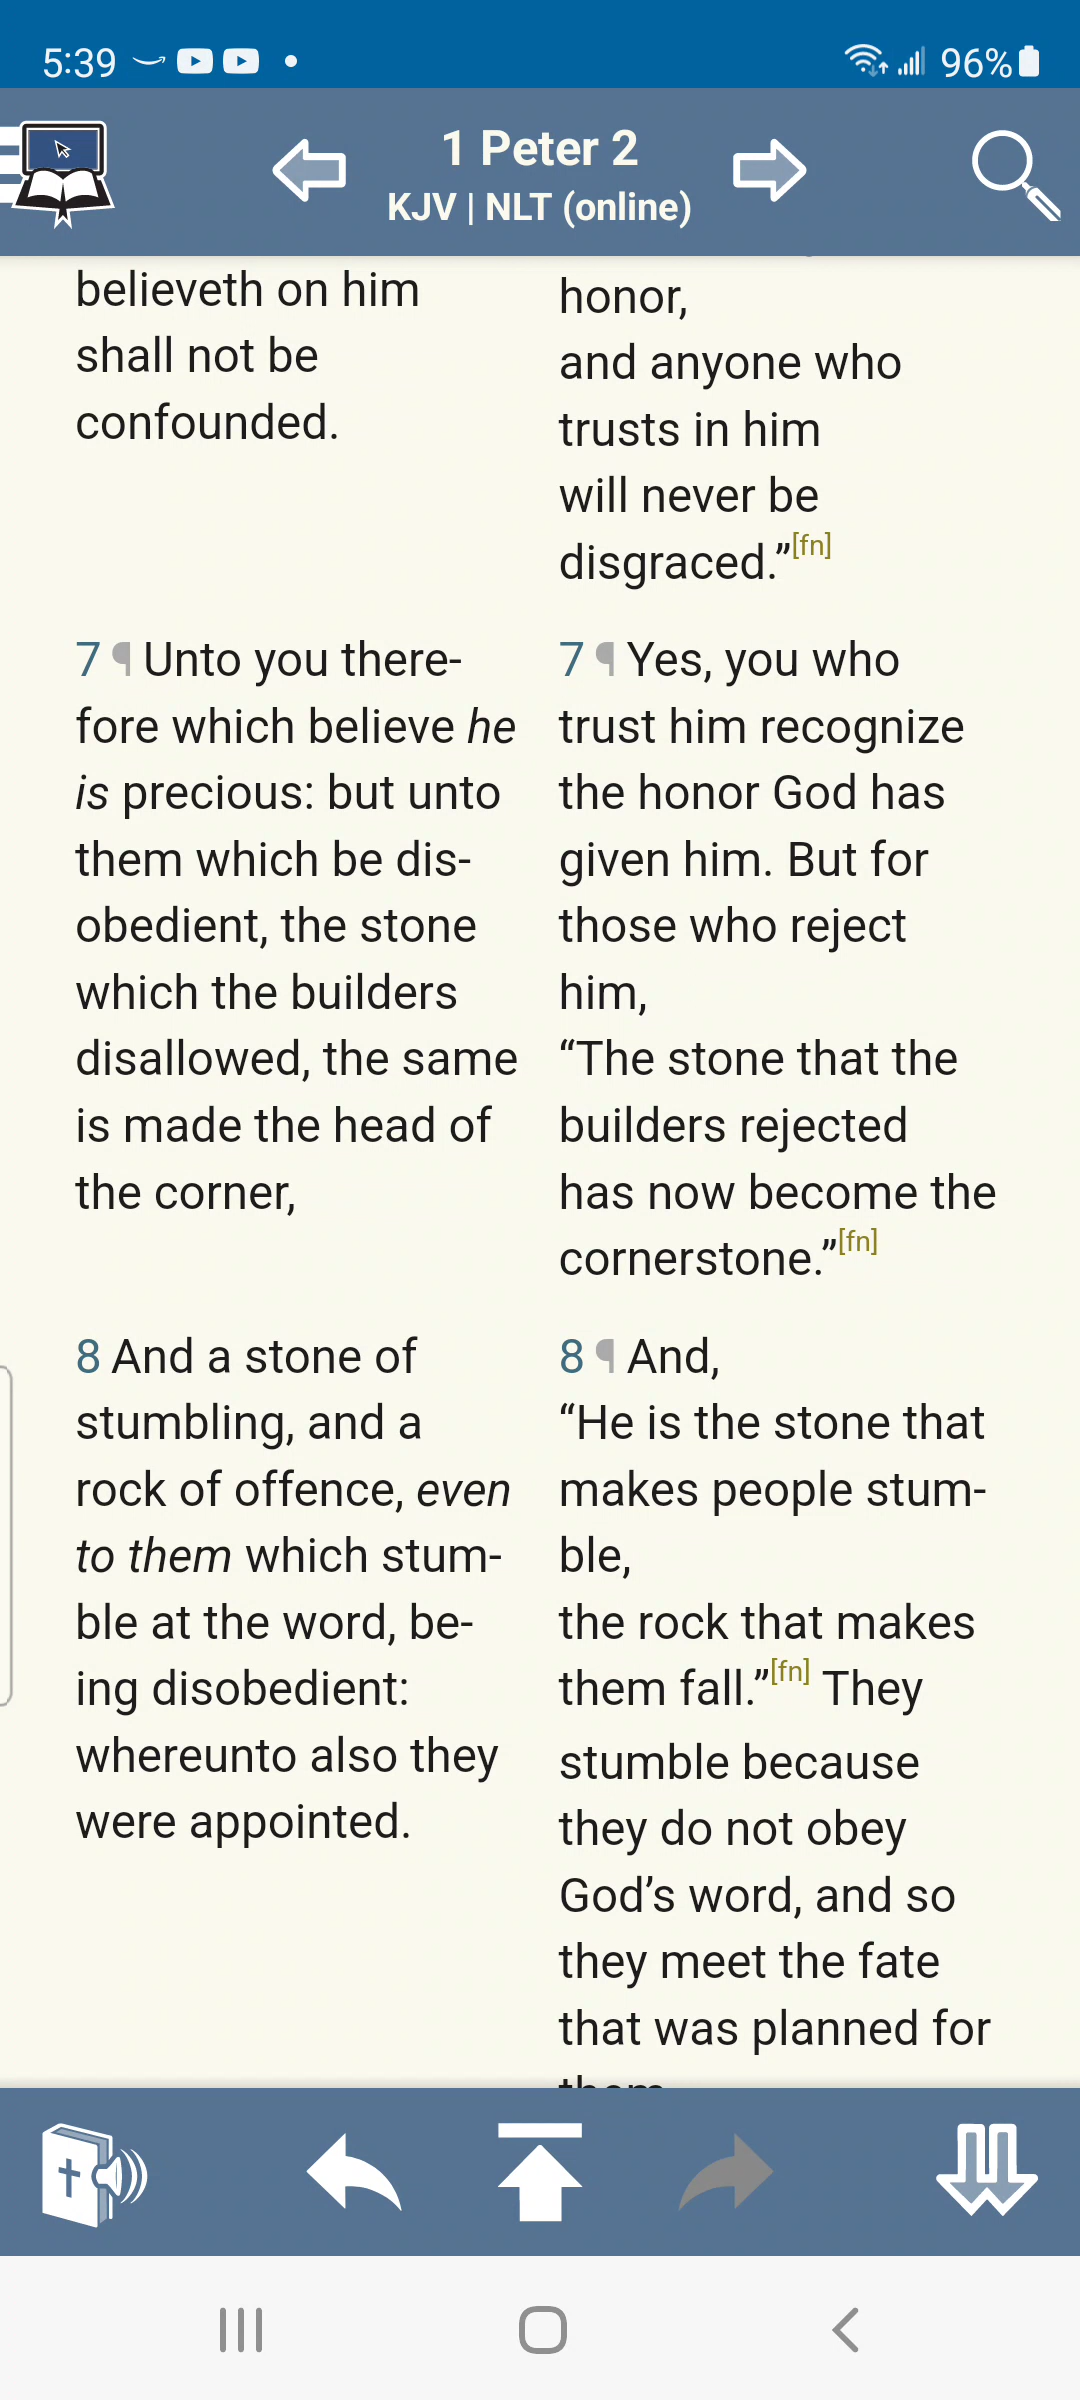 5:39
96%
1 Peter 2
KJV | NLT (online)
believeth on him
shall not be
confounded.
7 ¶ Unto you there-
fore which believe he
is precious: but unto
them which be dis-
obedient, the stone
which the builders
disallowed, the same
is made the head of
the corner,
8 And a stone of
stumbling, and a
rock of offence, even
to them which stum-
ble at the word, be-
ing disobedient:
whereunto also they
were appointed.
honor,
and anyone who
trusts in him
will never be
disgraced.”[fn]
7 ¶ Yes, you who
trust him recognize
the honor God has
given him. But for
those who reject
him,
“The stone that the
builders rejected
has now become the
cornerstone.”[fn]
8 ¶ And,
“He is the stone that
makes people stum-
ble,
the rock that makes
them fall.”[fn] They
stumble because
they do not obey
God’s word, and so
they meet the fate
that was planned for